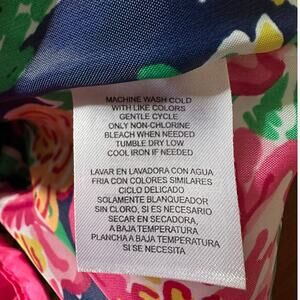 MACHINE WASH COLD
WITH LIKE COLORS
GENTLE CYCLE
ONLY NON-CHLORINE
BLEACH WHEN NEEDED
TUMBLE DRY LOW
COOL IRON IF NEEDED
LAVAR EN LAVADORA CON AGUA
FRIA CON COLORES SIMILARES
CICLO DELICADO
SOLAMENTE BLANQUEADOR
SIN CLORO, SI ES NECESARIO
SECAR EN SECADORA,
A BAJA TEMPERATURA
PLANCHA A BAJA TEMPERATURA
SI SE NECESITA